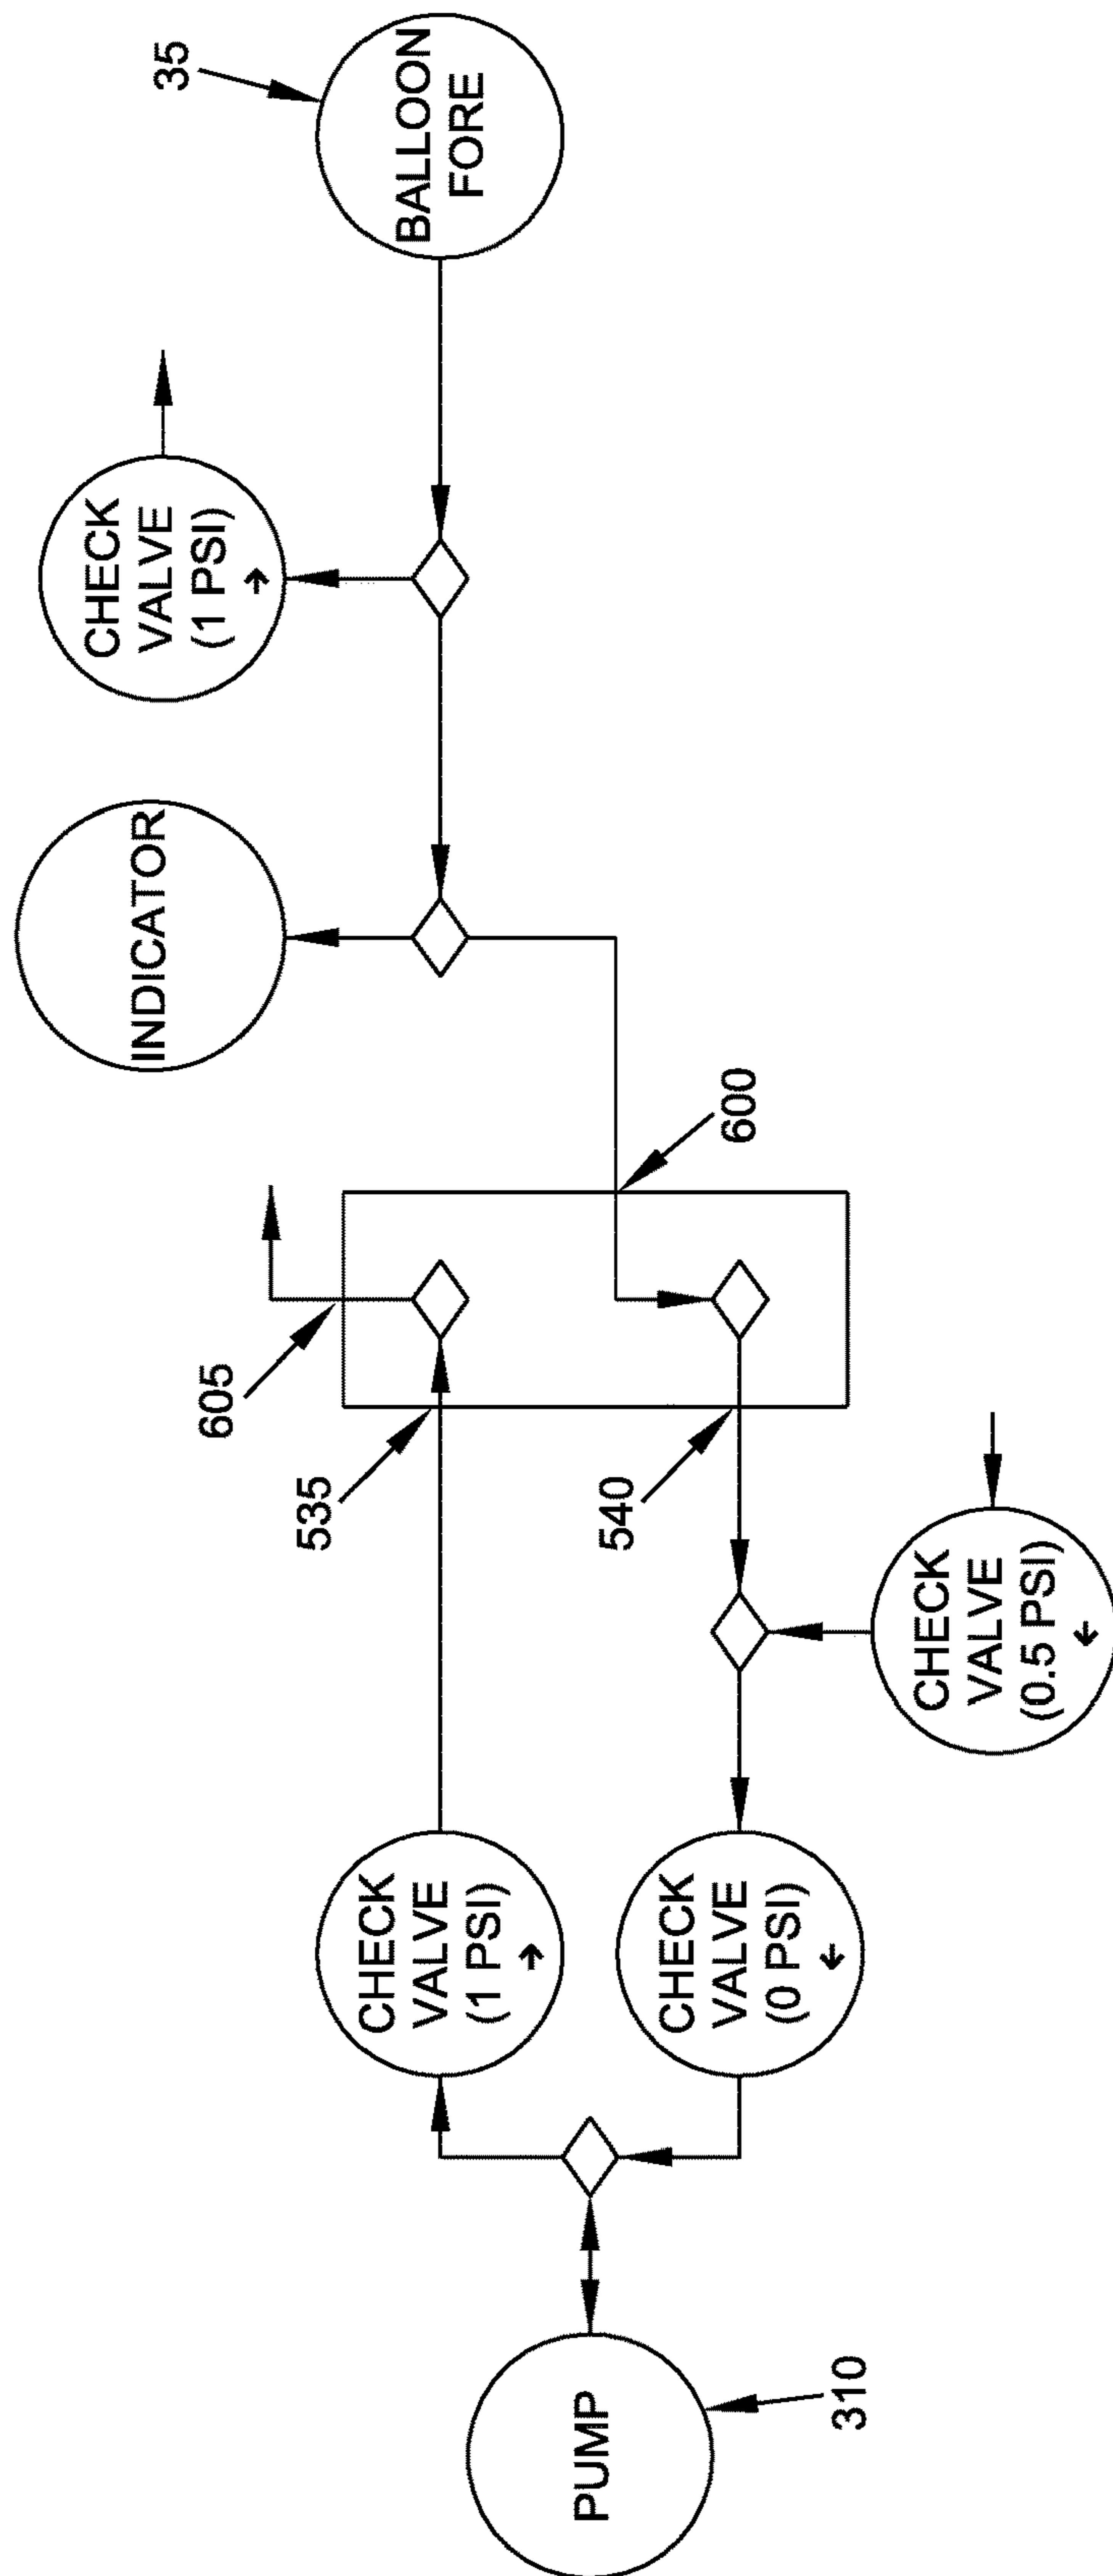 PUMP
310
CHECK
VALVE
(1 PSI)
→
CHECK
VALVE
(0 PSI)
←
CHECK
VALVE
(0.5 PSI)
←
535
540
605
600
INDICATOR
CHECK
VALVE
(1 PSI)
→
BALLOON
FORE
35